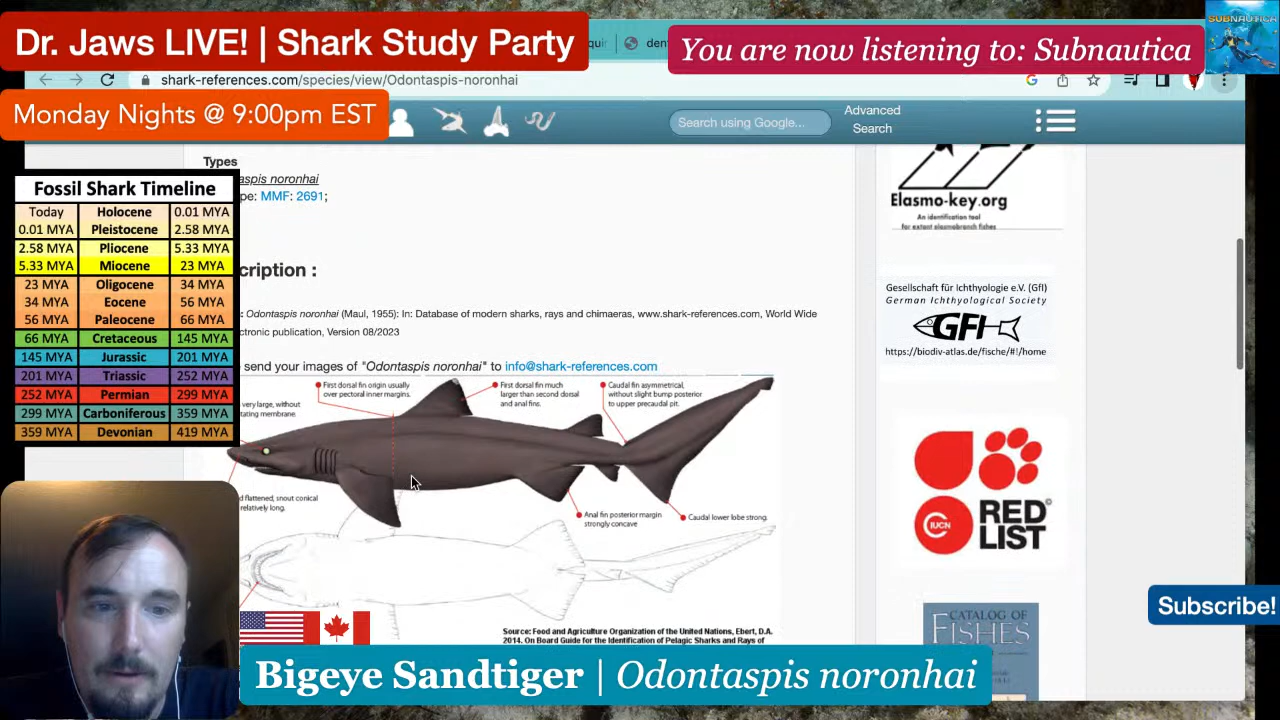 Dr. Jaws LIVE! | Shark Study Party
You are now listening to: Subnautica
SUBNAUTICA
shark-references.com/species/view/Odontaspis-noronhai
Monday Nights @ 9:00pm EST
Search using Google...
Advanced
Search
Types
aspis noronhai
pe: MMF: 2691;
Elasmo-key.org
An identification tool
for extant elasmobranch fishes
Fossil Shark Timeline
Today Holocene 0.01 MYA
0.01 MYA Pleistocene 2.58 MYA
2.58 MYA Pliocene 5.33 MYA
5.33 MYA Miocene 23 MYA
23 MYA Oligocene 34 MYA
34 MYA Eocene 56 MYA
56 MYA Paleocene 66 MYA
66 MYA Cretaceous 145 MYA
145 MYA Jurassic 201 MYA
201 MYA Triassic 252 MYA
252 MYA Permian 299 MYA
299 MYA Carboniferous 359 MYA
359 MYA Devonian 419 MYA
cription :
: Odontaspis noronhai (Maul, 1955): In: Database of modern sharks, rays and chimaeras, www.shark-references.com, World Wide
ctronic publication, Version 08/2023
send your images of "Odontaspis noronhai" to info@shark-references.com
Gesellschaft für Ichthyologie e.V. (GfI)
German Ichthyological Society
GFI
https://biodiv-atlas.de/fische/#!/home
First dorsal fin origin usually
over pectoral inner margins.
First dorsal fin much
larger than second dorsal
and anal fins.
Caudal fin asymmetrical,
without slight bump posterior
to upper precaudal pit.
very large, without
tating membrane.
d flattened, snout conical
relatively long.
Anal fin posterior margin
strongly concave
Caudal lower lobe strong.
IUCN
RED
LIST
Source: Food and Agriculture Organization of the United Nations, Ebert, D.A.
2014. On Board Guide for the Identification of Pelagic Sharks and Rays of
Subscribe!
CATALOG OF
FISHES
Bigeye Sandtiger | Odontaspis noronhai